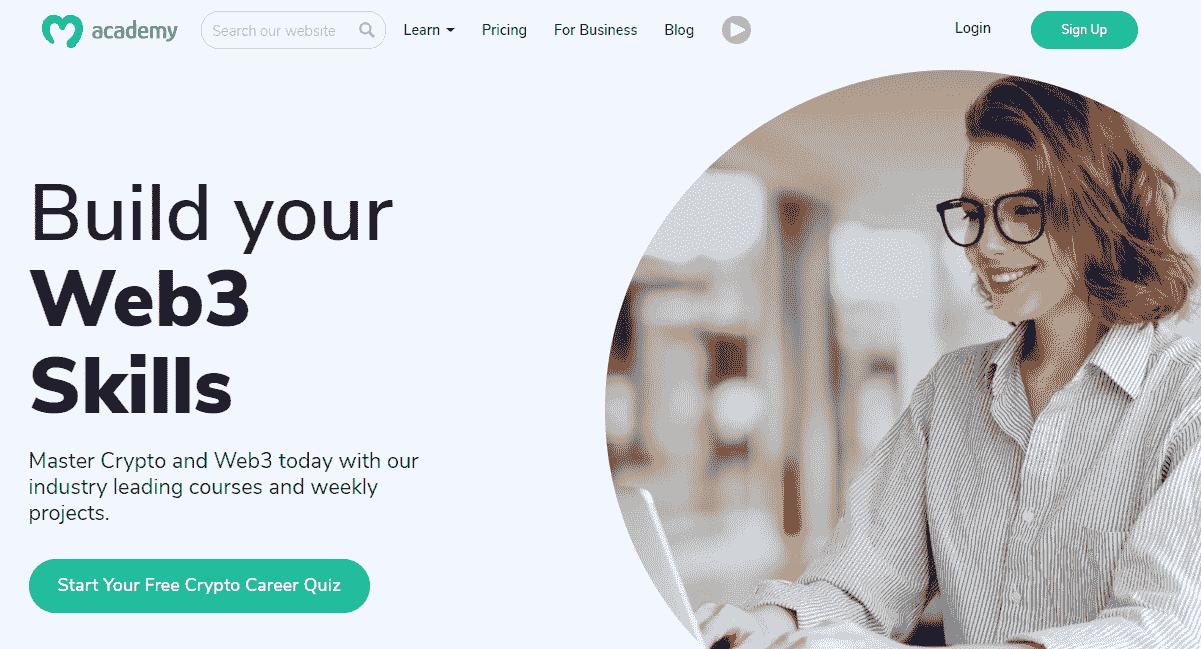 academy
Search our website
Learn
Pricing
For Business
Blog
Login
Sign Up
Build your
Web3
Skills
Master Crypto and Web3 today with our
industry leading courses and weekly
projects.
Start Your Free Crypto Career Quiz